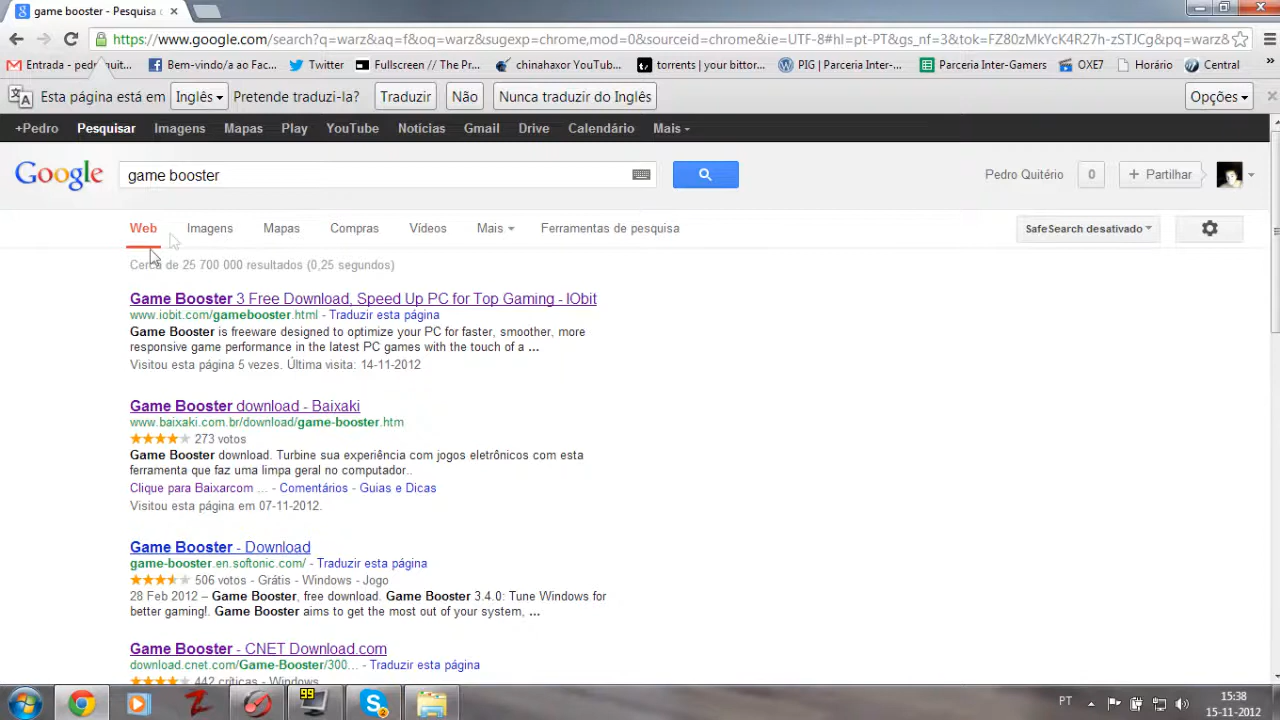 game booster - Pesquisa
https://www.google.com/search?q=warz&aq=f&oq=warz&sugexp=chrome,mod=0&sourceid=chrome&ie=UTF-8#hl=pt-PT&gs_nf=3&tok=FZ80zMkYcK4R27h-zSTJCg&pq=warz&
Entrada - ped
Bem-vindo/a ao Fac...
Twitter
Fullscreen // The Pr...
chinahaxor YouTub...
torrents | your bittor...
PIG | Parceria Inter-...
Parceria Inter-Gamers
OXE7
Horário
Central
Esta página está em Inglês Pretende traduzi-la? Traduzir Não Nunca traduzir do Inglês Opções
+Pedro Pesquisar Imagens Mapas Play YouTube Notícias Gmail Drive Calendário Mais
Google game booster Pedro Quitério 0 + Partilhar
Web Imagens Mapas Compras Vídeos Mais Ferramentas de pesquisa SafeSearch desativado
Cerca de 25 700 000 resultados (0,25 segundos)
Game Booster 3 Free Download, Speed Up PC for Top Gaming - IObit
www.iobit.com/gamebooster.html - Traduzir esta página
Game Booster is freeware designed to optimize your PC for faster, smoother, more
responsive game performance in the latest PC games with the touch of a ...
Visitou esta página 5 vezes. Última visita: 14-11-2012
Game Booster download - Baixaki
www.baixaki.com.br/download/game-booster.htm
273 votos
Game Booster download. Turbine sua experiência com jogos eletrônicos com esta
ferramenta que faz uma limpa geral no computador..
Clique para Baixarcom ... - Comentários - Guias e Dicas
Visitou esta página em 07-11-2012.
Game Booster - Download
game-booster.en.softonic.com/ - Traduzir esta página
506 votos - Grátis - Windows - Jogo
28 Feb 2012 – Game Booster, free download. Game Booster 3.4.0: Tune Windows for
better gaming!. Game Booster aims to get the most out of your system, ...
Game Booster - CNET Download.com
download.cnet.com/Game-Booster/300... - Traduzir esta página
442 críticas - Windows
99
2
PT
15:38
15-11-2012